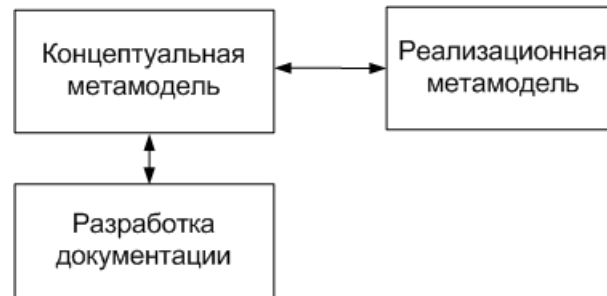 Концептуальная
метамодель
Реализационная
метамодель
Разработка
документации